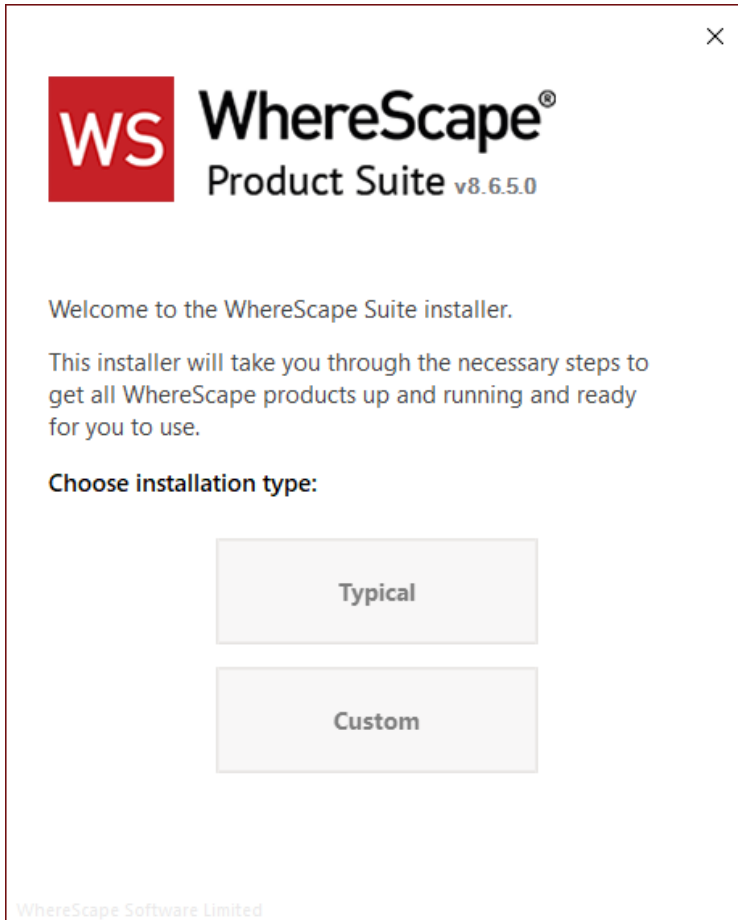 WS
WhereScape®
Product Suite v8.6.5.0
Welcome to the WhereScape Suite installer.
This installer will take you through the necessary steps to
get all WhereScape products up and running and ready
for you to use.
Choose installation type:
Typical
Custom
WhereScape Software Limited